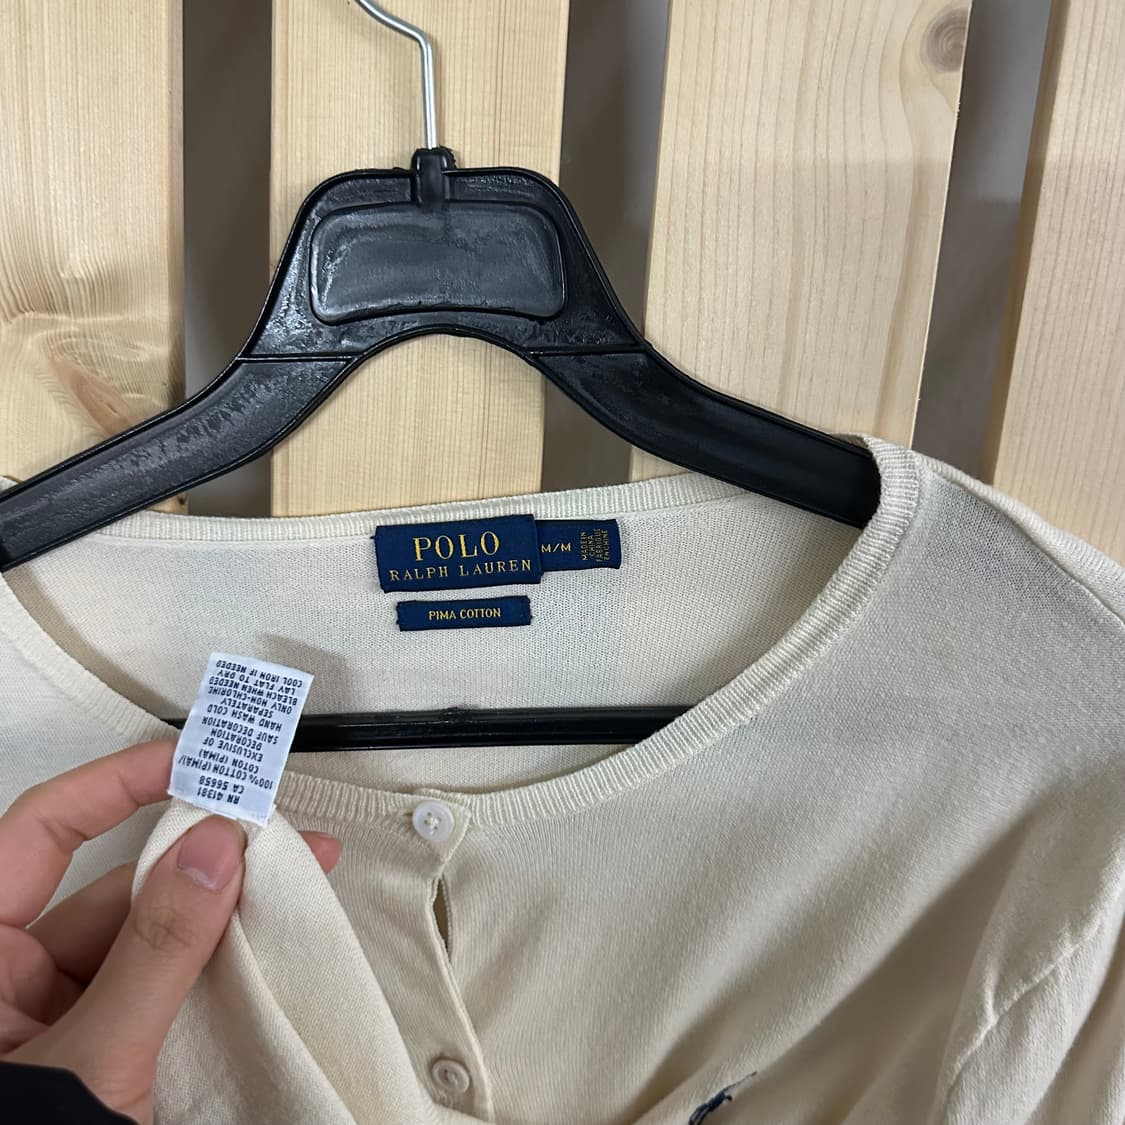 POLO
RALPH LAUREN
M/M
MADE IN
CHINA
FABRIQUÉ
EN CHINE
PIMA COTTON
RN 41381
CA 56658
100% COTTON (PIMA)/
COTON (PIMA)
EXCLUSIVE OF
DECORATION
SAUF DECORATION
HAND WASH COLD
SEPARATELY
ONLY NON-CHLORINE
BLEACH WHEN NEEDED
LAY FLAT TO DRY
COOL IRON IF NEEDED